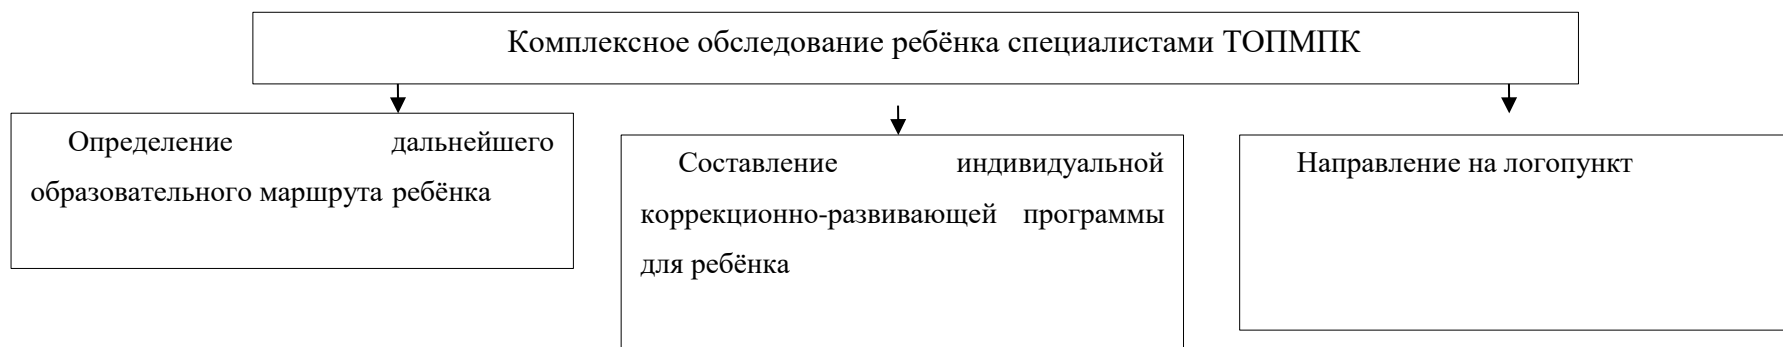 Комплексное обследование ребёнка специалистами ТОПМПК
Определение дальнейшего
образовательного маршрута ребёнка
Составление индивидуальной
коррекционно-развивающей программы
для ребёнка
Направление на логопункт